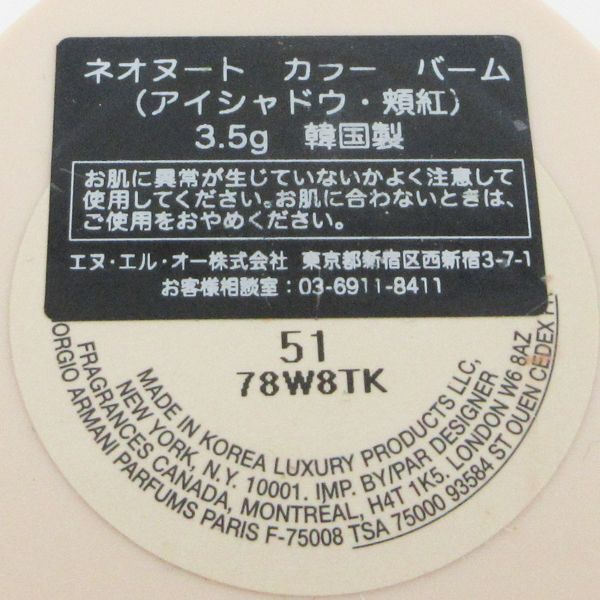 ネオヌード カラー バーム
(アイシャドウ・頬紅)
3.5g 韓国製
お肌に異常が生じていないかよく注意して
使用してください。お肌に合わないときは、
ご使用をおやめください。
エヌ・エル・オー株式会社 東京都新宿区西新宿3-7-1
お客様相談室:03-6911-8411
51
78W8TK
MADE IN KOREA LUXURY PRODUCTS LLC,
NEW YORK, N.Y. 10001. IMP. BY/PAR DESIGNER
FRAGRANCES CANADA, MONTRÉAL, H4T 1K5. LONDON W6 8AZ
ORGIO ARMANI PARFUMS PARIS F-75008 TSA 75000 93584 ST OUEN CEDEX